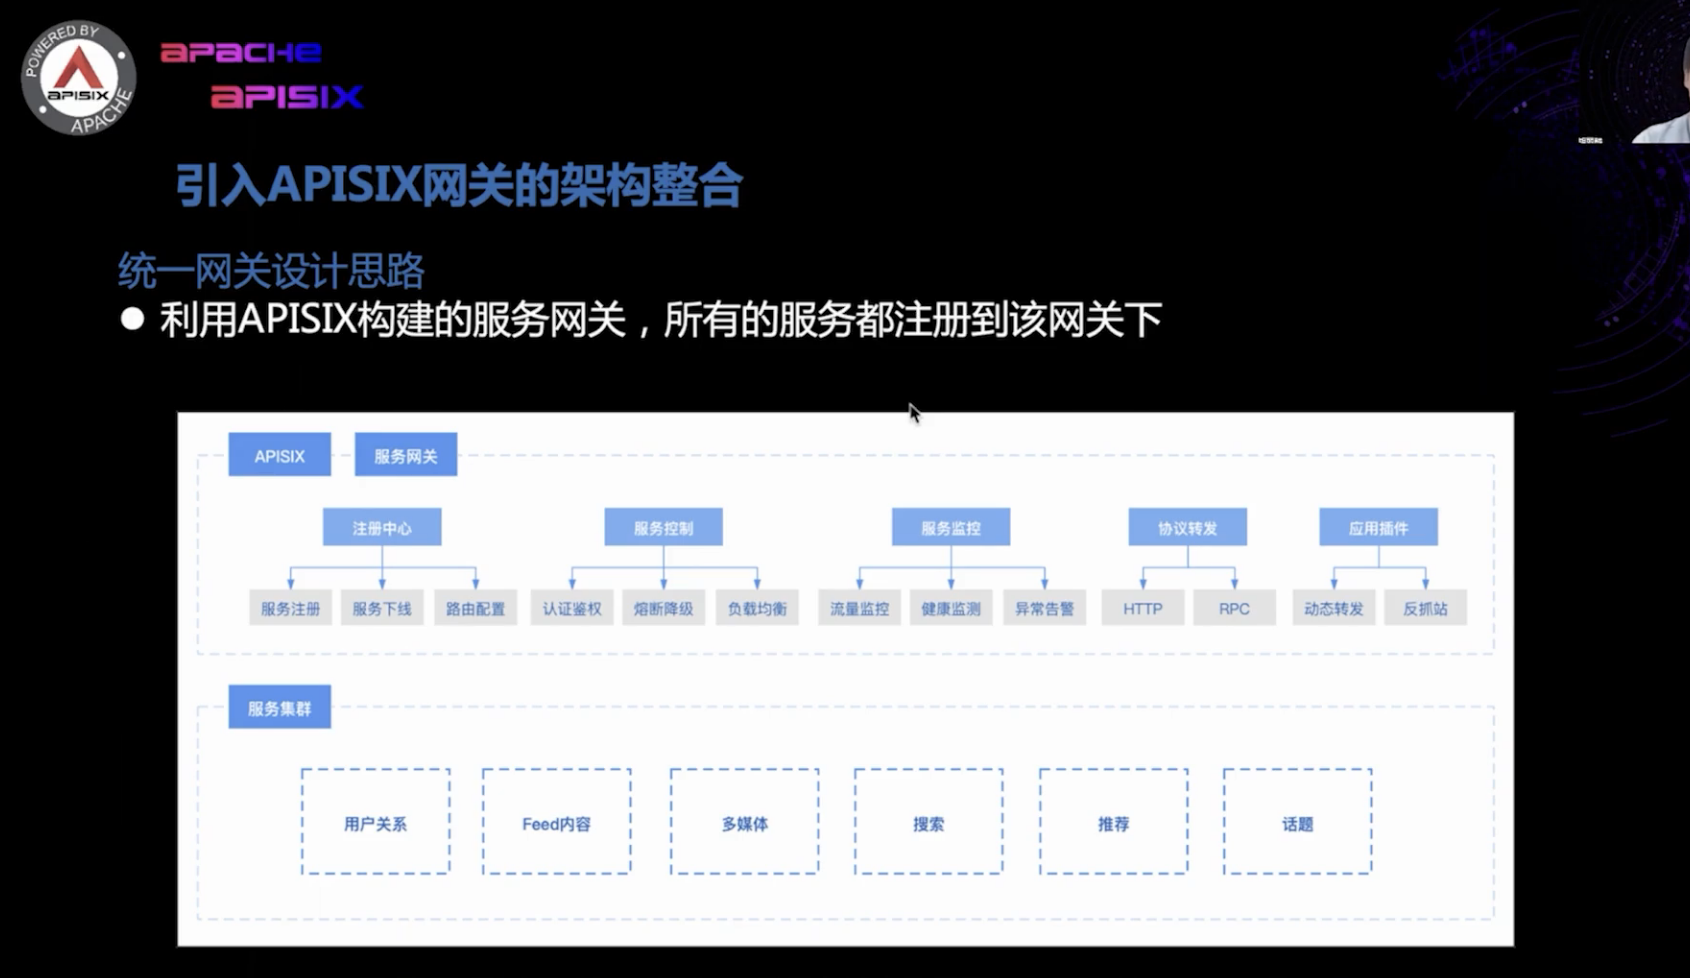 POWERED BY
APISIX
APACHE
APACHE
APISIX
引入APISIX网关的架构整合
统一网关设计思路
● 利用APISIX构建的服务网关，所有的服务都注册到该网关下
APISIX 服务网关
注册中心 服务控制 服务监控 协议转发 应用插件
服务注册 服务下线 路由配置 认证鉴权 熔断降级 负载均衡 流量监控 健康监测 异常告警 HTTP RPC 动态转发 反抓站
服务集群
用户关系 Feed内容 多媒体 搜索 推荐 话题